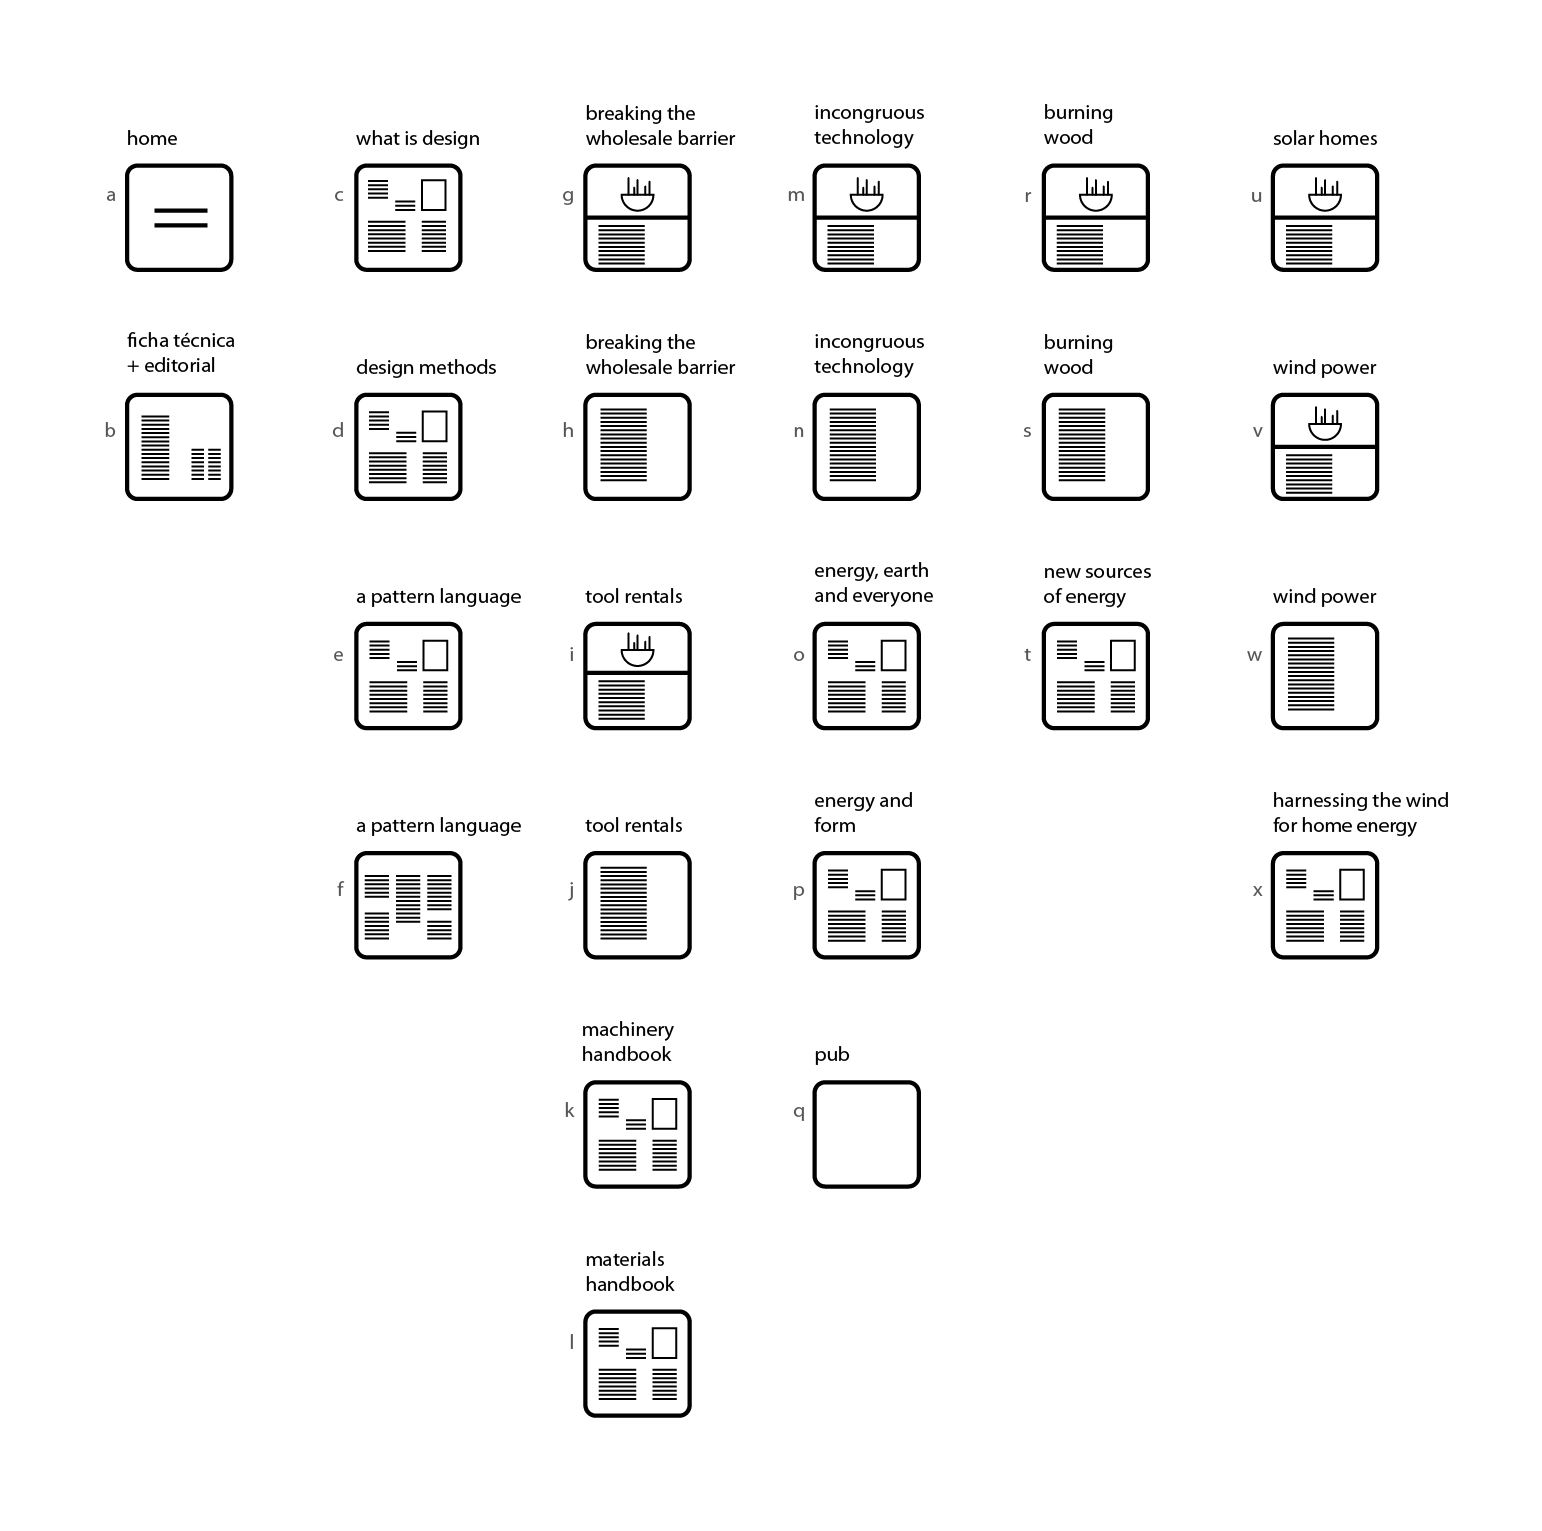 home
a
ficha técnica
+ editorial
b
what is design
c
design methods
d
a pattern language
e
a pattern language
f
breaking the
wholesale barrier
g
breaking the
wholesale barrier
h
tool rentals
i
tool rentals
j
machinery
handbook
k
materials
handbook
l
incongruous
technology
m
incongruous
technology
n
energy, earth
and everyone
o
energy and
form
p
pub
q
burning
wood
r
burning
wood
s
new sources
of energy
t
solar homes
u
wind power
v
wind power
w
harnessing the wind
for home energy
x